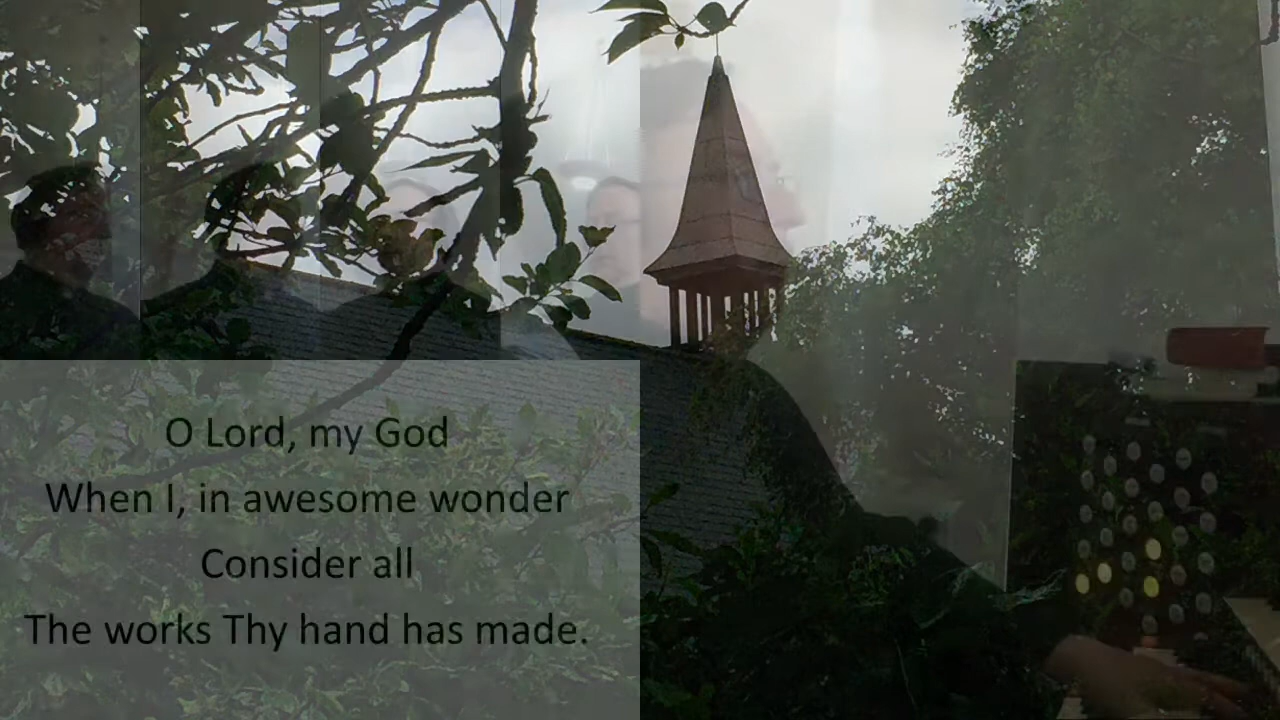 O Lord, my God
When I, in awesome wonder
Consider all
The works Thy hand has made.